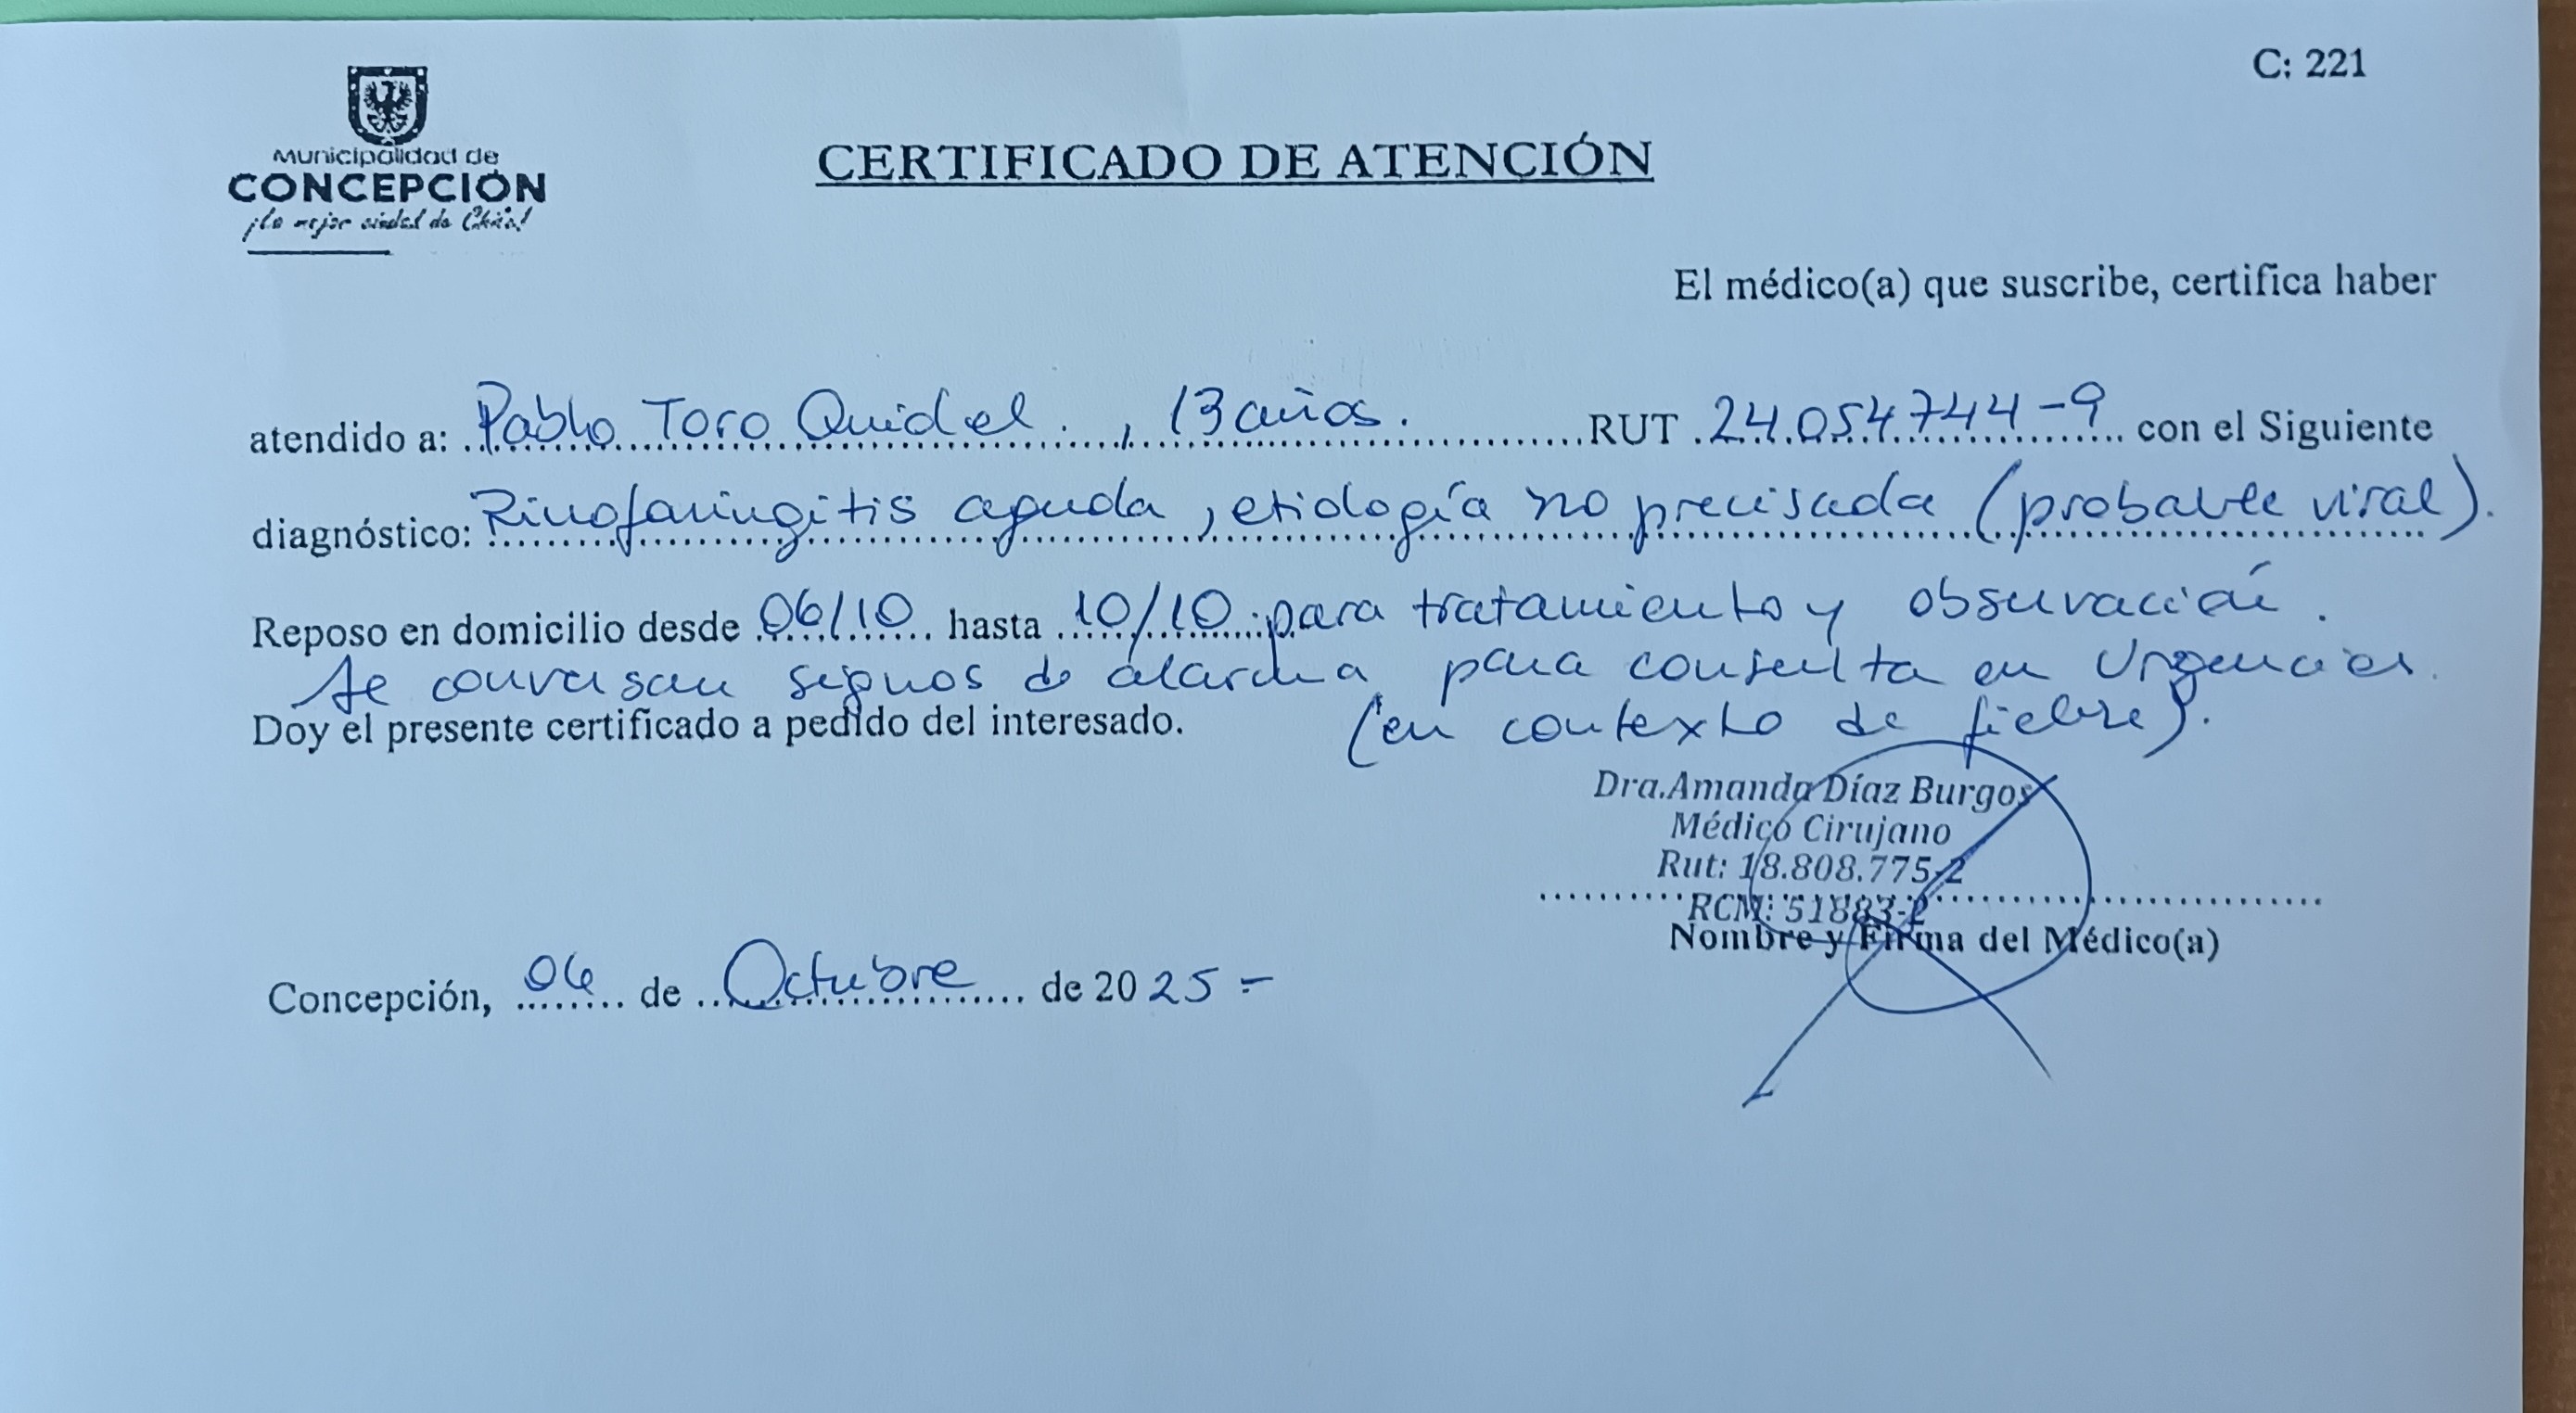 C: 221
Municipalidad de
CONCEPCIÓN
¡La mejor ciudad de Chile!
CERTIFICADO DE ATENCIÓN
El médico(a) que suscribe, certifica haber
atendido a: Pablo Toro Quidel , 13 años. RUT 24.054.744-9 con el Siguiente
diagnóstico: Rinofaringitis aguda, etiología no precisada (probable viral).
Reposo en domicilio desde 06/10 hasta 10/10 para tratamiento y observación.
Se conversan signos de alarma para consulta en Urgencias.
Doy el presente certificado a pedido del interesado. (en contexto de fiebre).
Dra.Amanda Díaz Burgos
Médico Cirujano
Rut: 18.808.775-2
RCM: 51883-2
Nombre y Firma del Médico(a)
Concepción, 06 de Octubre de 2025 =